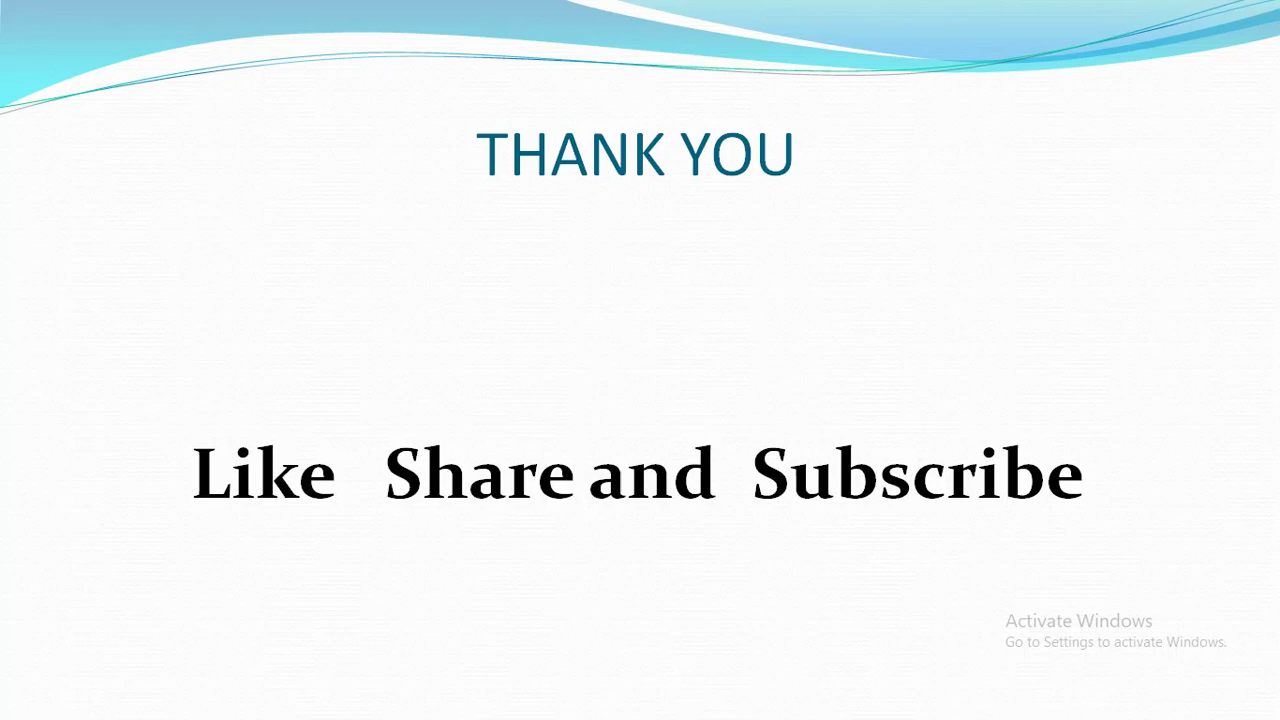 THANK YOU
Like Share and Subscribe
Activate Windows
Go to Settings to activate Windows.